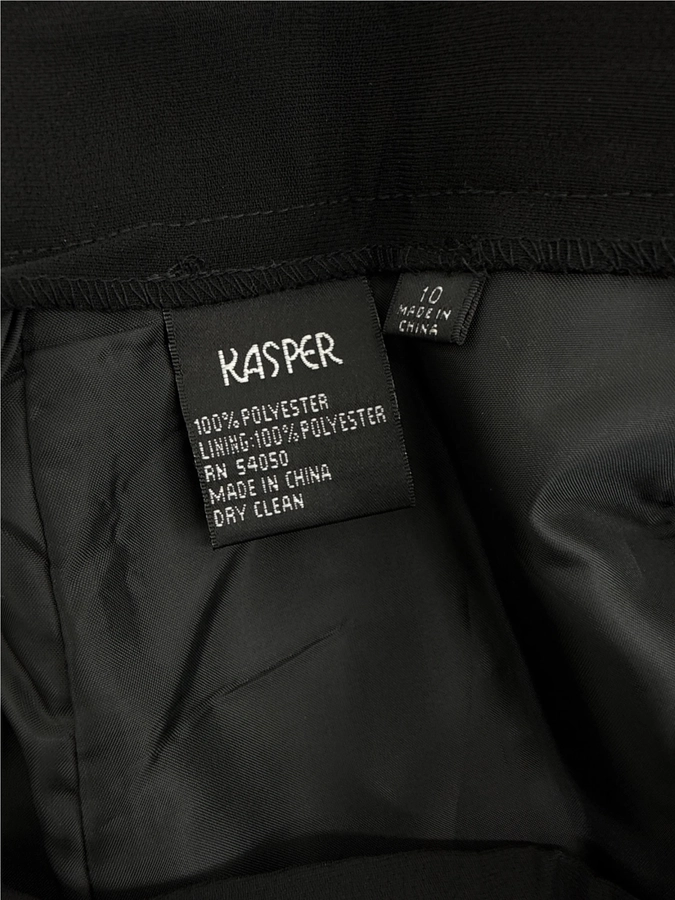 KASPER
100% POLYESTER
LINING:100% POLYESTER
RN 54050
MADE IN CHINA
DRY CLEAN
10
MADE IN
CHINA